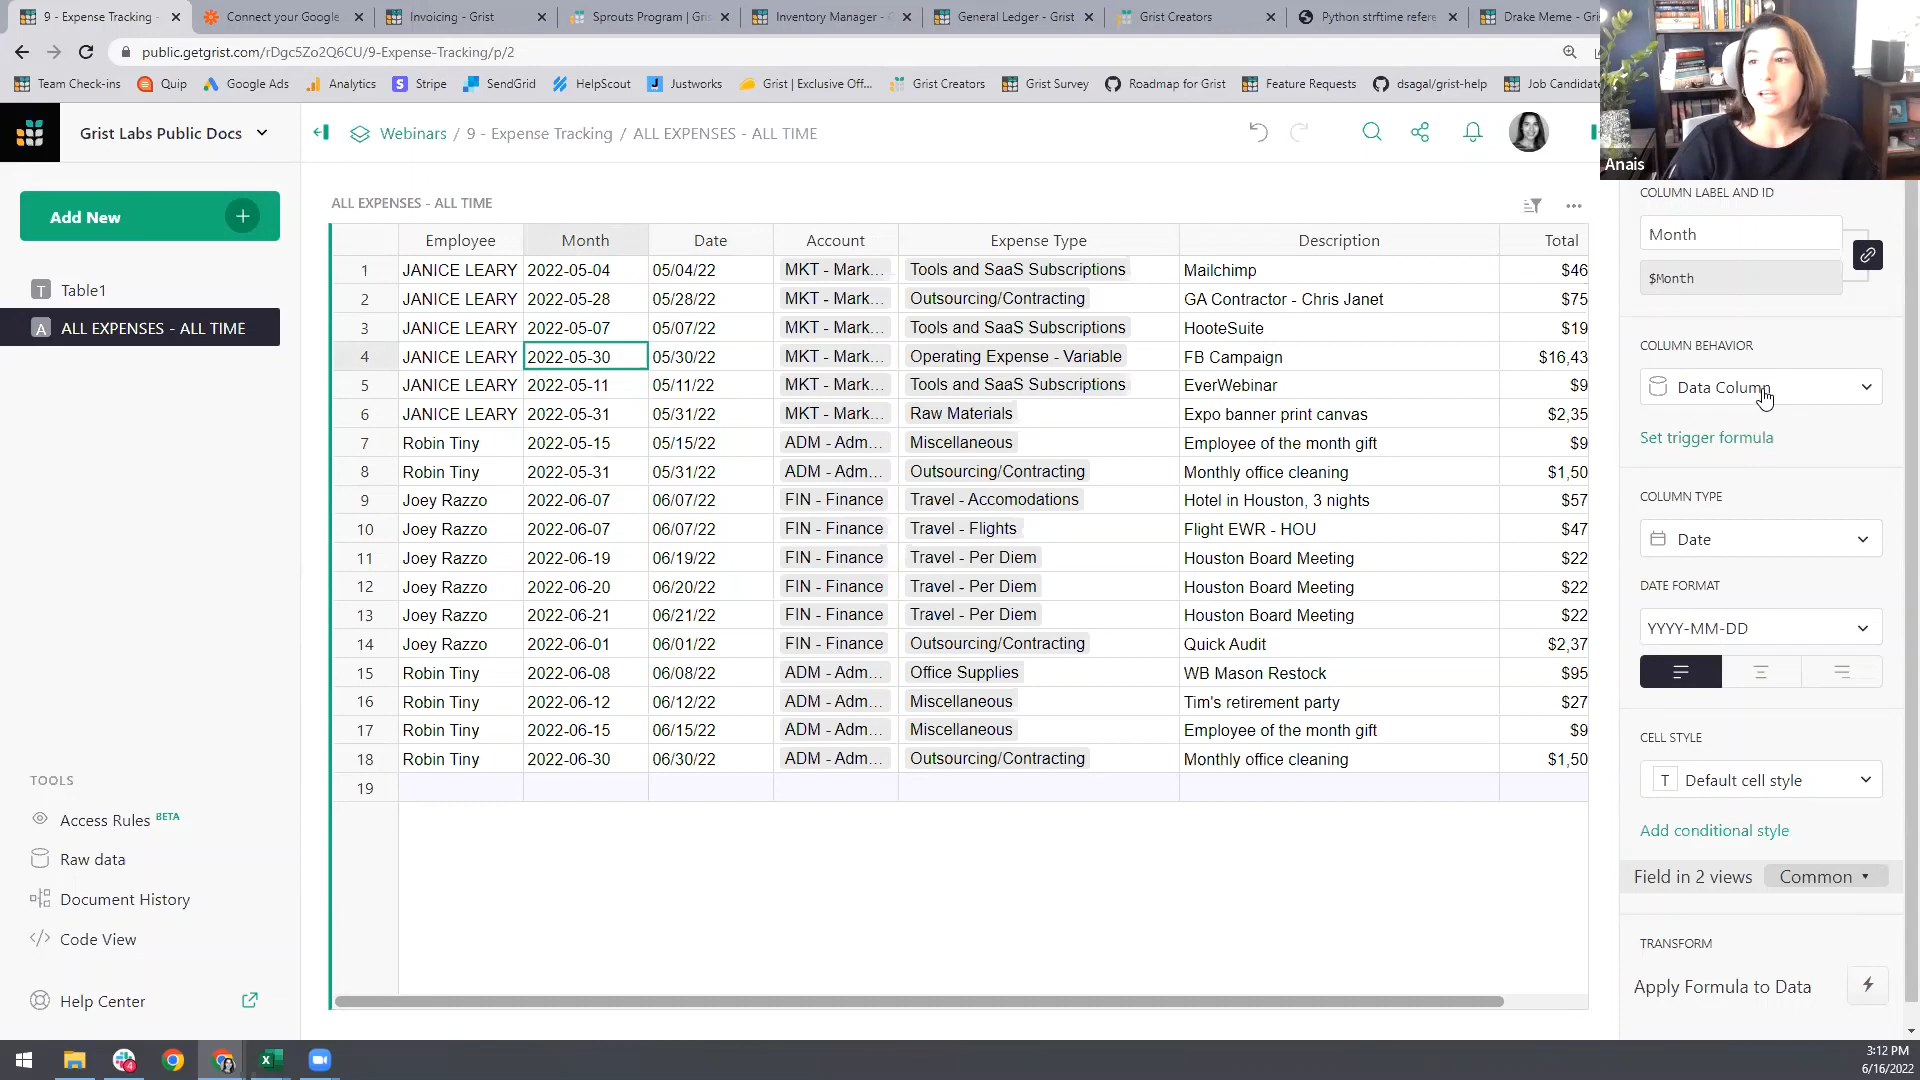 9 - Expense Tracking -
Connect your Google
Invoicing - Grist
Sprouts Program | Gri
Inventory Manager -
General Ledger - Grist
Grist Creators
Python strftime refere
Drake Meme - Gri
public.getgrist.com/rDgc5Zo2Q6CU/9-Expense-Tracking/p/2
Team Check-ins
Quip
Google Ads
Analytics
Stripe
SendGrid
HelpScout
Justworks
Grist | Exclusive Off...
Grist Creators
Grist Survey
Roadmap for Grist
Feature Requests
dsagal/grist-help
Job Candidate
Anais
Grist Labs Public Docs
Webinars / 9 - Expense Tracking / ALL EXPENSES - ALL TIME
Add New +
T Table1
A ALL EXPENSES - ALL TIME
TOOLS
Access Rules BETA
Raw data
Document History
Code View
Help Center
ALL EXPENSES - ALL TIME
Employee Month Date Account Expense Type Description Total
1 JANICE LEARY 2022-05-04 05/04/22 MKT - Mark... Tools and SaaS Subscriptions Mailchimp $46
2 JANICE LEARY 2022-05-28 05/28/22 MKT - Mark... Outsourcing/Contracting GA Contractor - Chris Janet $75
3 JANICE LEARY 2022-05-07 05/07/22 MKT - Mark... Tools and SaaS Subscriptions HooteSuite $19
4 JANICE LEARY 2022-05-30 05/30/22 MKT - Mark... Operating Expense - Variable FB Campaign $16,43
5 JANICE LEARY 2022-05-11 05/11/22 MKT - Mark... Tools and SaaS Subscriptions EverWebinar $9
6 JANICE LEARY 2022-05-31 05/31/22 MKT - Mark... Raw Materials Expo banner print canvas $2,35
7 Robin Tiny 2022-05-15 05/15/22 ADM - Adm... Miscellaneous Employee of the month gift $9
8 Robin Tiny 2022-05-31 05/31/22 ADM - Adm... Outsourcing/Contracting Monthly office cleaning $1,50
9 Joey Razzo 2022-06-07 06/07/22 FIN - Finance Travel - Accomodations Hotel in Houston, 3 nights $57
10 Joey Razzo 2022-06-07 06/07/22 FIN - Finance Travel - Flights Flight EWR - HOU $47
11 Joey Razzo 2022-06-19 06/19/22 FIN - Finance Travel - Per Diem Houston Board Meeting $22
12 Joey Razzo 2022-06-20 06/20/22 FIN - Finance Travel - Per Diem Houston Board Meeting $22
13 Joey Razzo 2022-06-21 06/21/22 FIN - Finance Travel - Per Diem Houston Board Meeting $22
14 Joey Razzo 2022-06-01 06/01/22 FIN - Finance Outsourcing/Contracting Quick Audit $2,37
15 Robin Tiny 2022-06-08 06/08/22 ADM - Adm... Office Supplies WB Mason Restock $95
16 Robin Tiny 2022-06-12 06/12/22 ADM - Adm... Miscellaneous Tim's retirement party $27
17 Robin Tiny 2022-06-15 06/15/22 ADM - Adm... Miscellaneous Employee of the month gift $9
18 Robin Tiny 2022-06-30 06/30/22 ADM - Adm... Outsourcing/Contracting Monthly office cleaning $1,50
19
COLUMN LABEL AND ID
Month
$Month
COLUMN BEHAVIOR
Data Column
Set trigger formula
COLUMN TYPE
Date
DATE FORMAT
YYYY-MM-DD
CELL STYLE
T Default cell style
Add conditional style
Field in 2 views Common
TRANSFORM
Apply Formula to Data
4
3:12 PM
6/16/2022